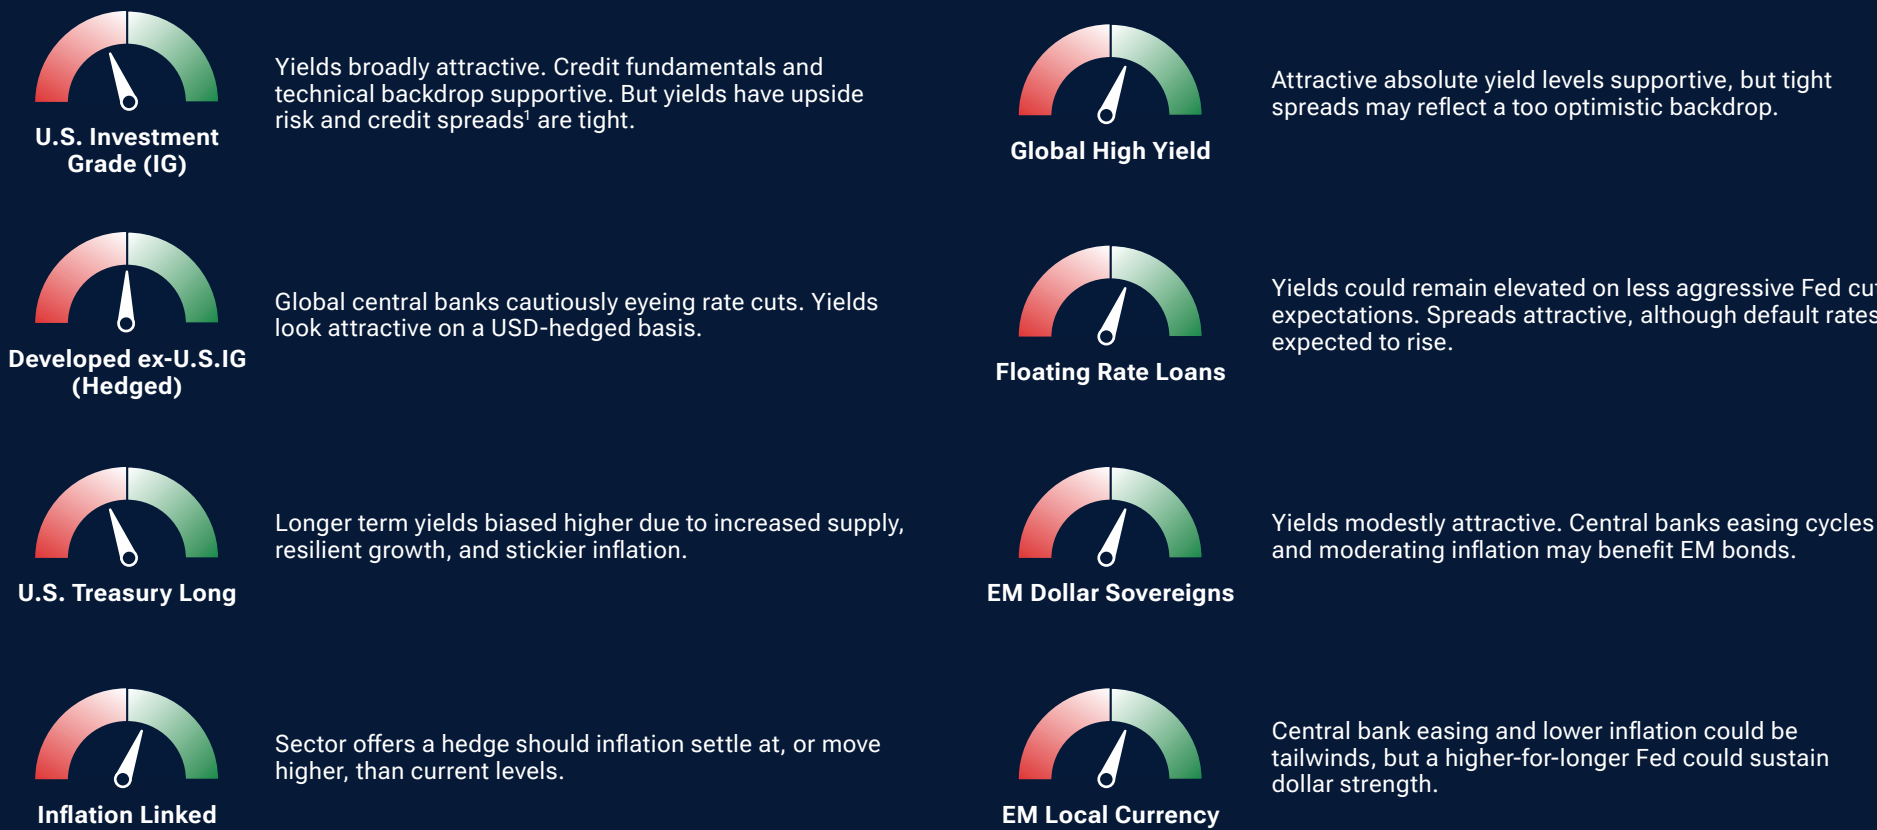 Yields broadly attractive. Credit fundamentals and
technical backdrop supportive. But yields have upside
risk and credit spreads¹ are tight.
U.S. Investment
Grade (IG)
Global central banks cautiously eyeing rate cuts. Yields
look attractive on a USD-hedged basis.
Developed ex-U.S.IG
(Hedged)
Longer term yields biased higher due to increased supply,
resilient growth, and stickier inflation.
U.S. Treasury Long
Sector offers a hedge should inflation settle at, or move
higher, than current levels.
Inflation Linked
Attractive absolute yield levels supportive, but tight
spreads may reflect a too optimistic backdrop.
Global High Yield
Yields could remain elevated on less aggressive Fed cut
expectations. Spreads attractive, although default rates
expected to rise.
Floating Rate Loans
Yields modestly attractive. Central banks easing cycles
and moderating inflation may benefit EM bonds.
EM Dollar Sovereigns
Central bank easing and lower inflation could be
tailwinds, but a higher-for-longer Fed could sustain
dollar strength.
EM Local Currency